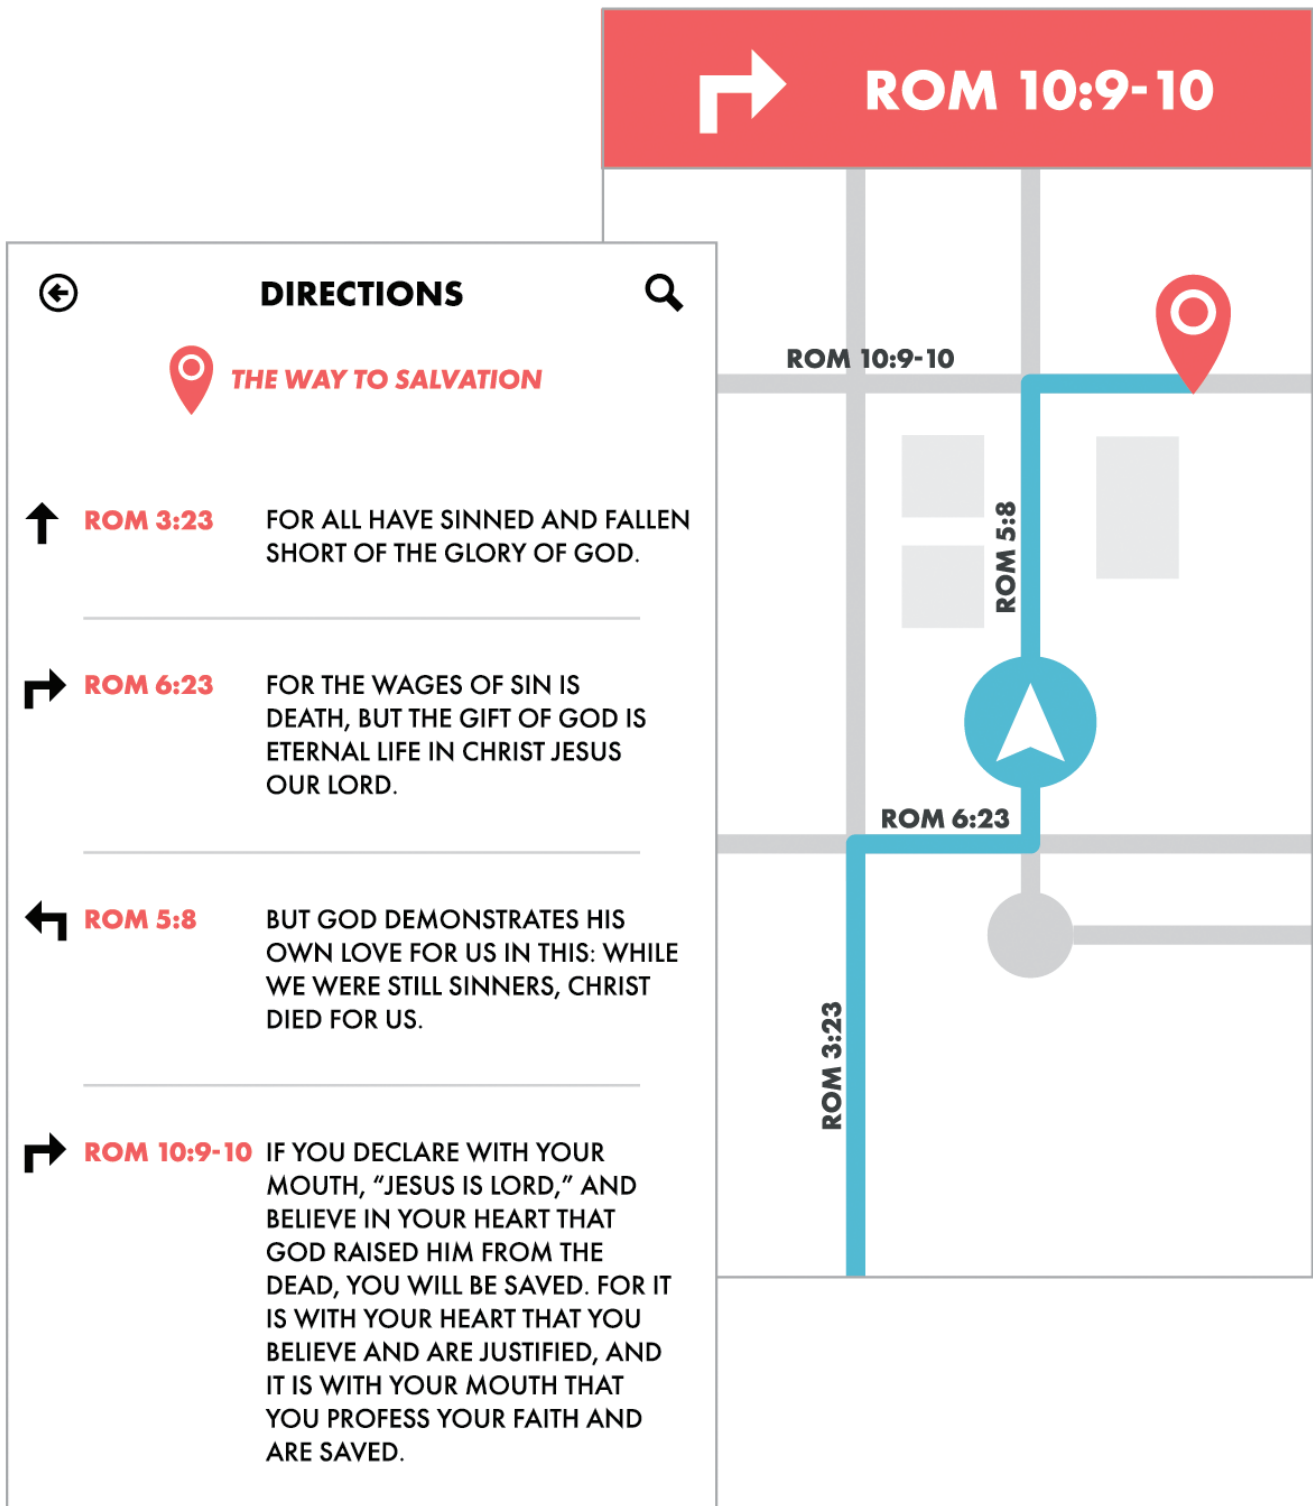 ROM 10:9-10
DIRECTIONS
THE WAY TO SALVATION
ROM 3:23
FOR ALL HAVE SINNED AND FALLEN
SHORT OF THE GLORY OF GOD.
ROM 6:23
FOR THE WAGES OF SIN IS
DEATH, BUT THE GIFT OF GOD IS
ETERNAL LIFE IN CHRIST JESUS
OUR LORD.
ROM 5:8
BUT GOD DEMONSTRATES HIS
OWN LOVE FOR US IN THIS: WHILE
WE WERE STILL SINNERS, CHRIST
DIED FOR US.
ROM 10:9-10
IF YOU DECLARE WITH YOUR
MOUTH, “JESUS IS LORD,” AND
BELIEVE IN YOUR HEART THAT
GOD RAISED HIM FROM THE
DEAD, YOU WILL BE SAVED. FOR IT
IS WITH YOUR HEART THAT YOU
BELIEVE AND ARE JUSTIFIED, AND
IT IS WITH YOUR MOUTH THAT
YOU PROFESS YOUR FAITH AND
ARE SAVED.
ROM 10:9-10
ROM 5:8
ROM 6:23
ROM 3:23